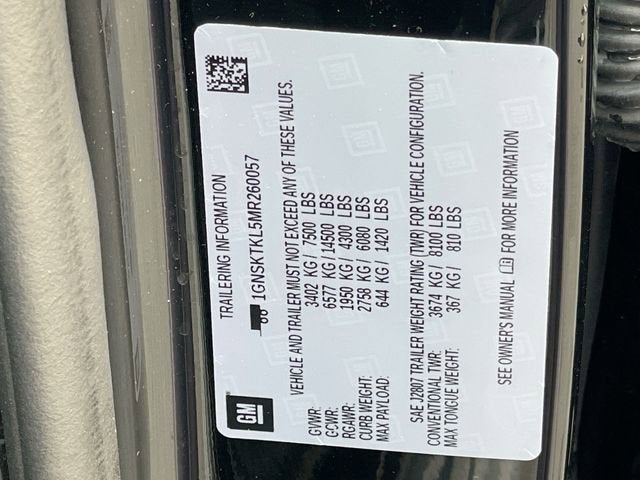 TRAILERING INFORMATION
1GNSKTKL5MR260057
GM
VEHICLE AND TRAILER MUST NOT EXCEED ANY OF THESE VALUES.
GVWR: 3402 KG / 7500 LBS
GCWR: 6577 KG / 14500 LBS
RGAWR: 1950 KG / 4300 LBS
CURB WEIGHT: 2758 KG / 6080 LBS
MAX PAYLOAD: 644 KG / 1420 LBS
SAE J2807 TRAILER WEIGHT RATING (TWR) FOR VEHICLE CONFIGURATION.
CONVENTIONAL TWR: 3674 KG / 8100 LBS
MAX TONGUE WEIGHT: 367 KG / 810 LBS
SEE OWNER'S MANUAL FOR MORE INFORMATION